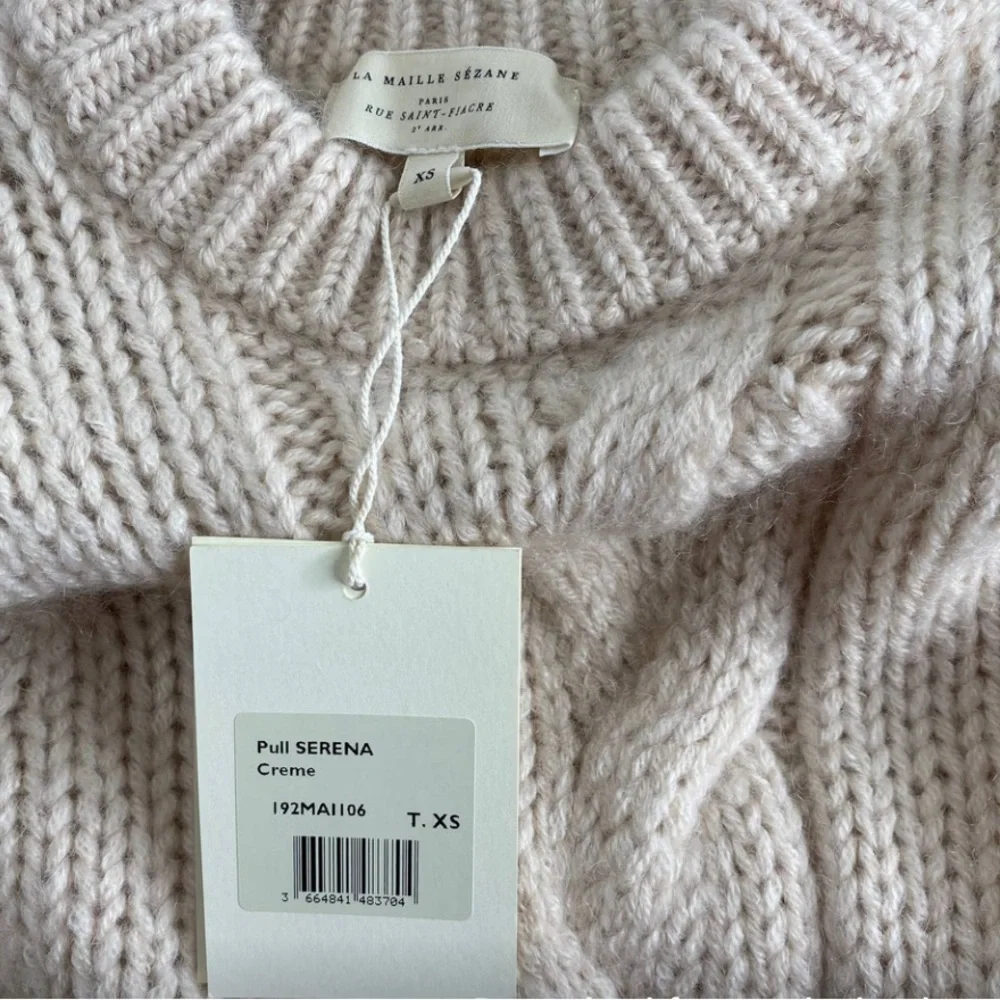 LA MAILLE SÉZANE
PARIS
RUE SAINT-FIACRE
2e ARR.
XS
Pull SERENA
Creme
192MAI106
T. XS
3 664841 483704